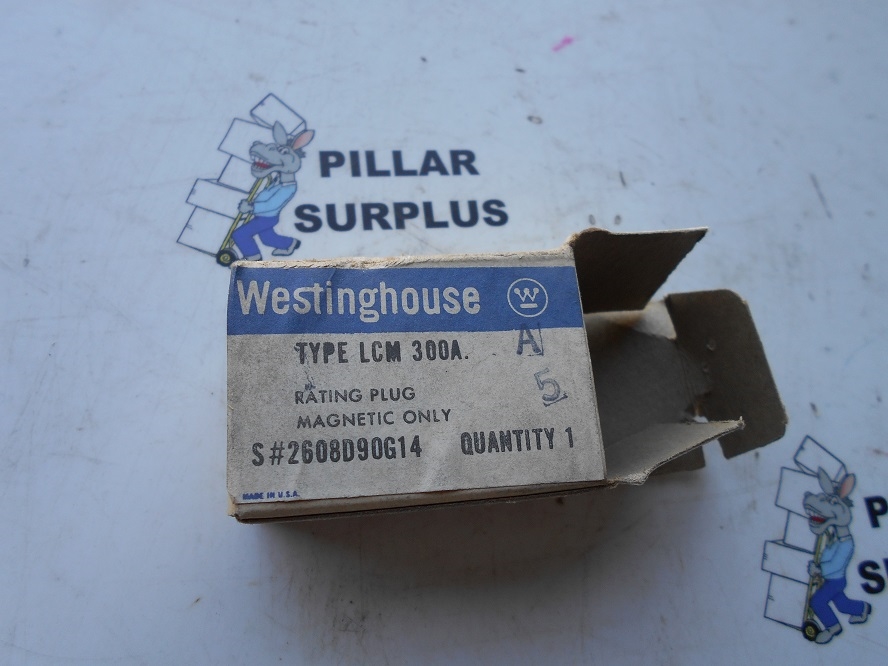 PILLAR
SURPLUS
Westinghouse W
TYPE LCM 300A. A
RATING PLUG 5
MAGNETIC ONLY
S#2608D90G14 QUANTITY 1
MADE IN U.S.A.